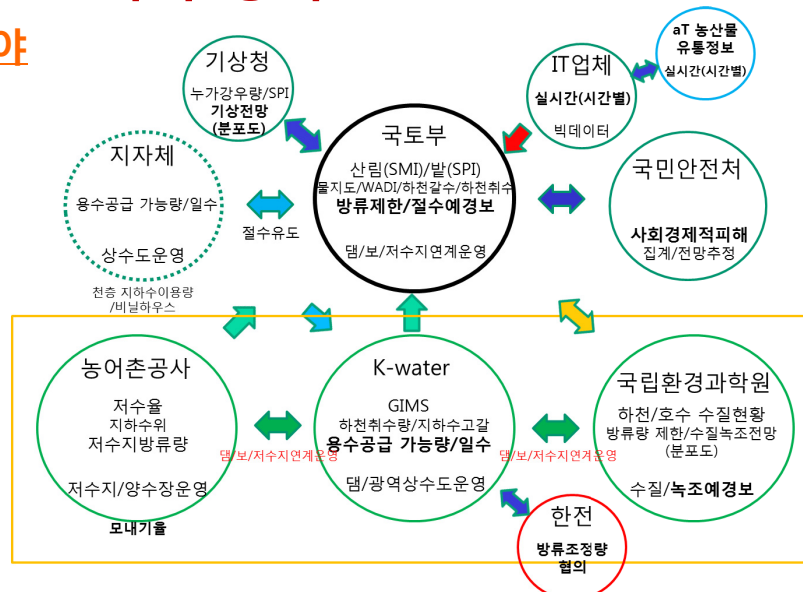 야
기상청
누가강우량/SPI
기상전망
(분포도)
IT업체
실시간(시간별)
빅데이터
aT 농산물
유통정보
실시간(시간별)
지자체
용수공급 가능량/일수
상수도운영
천층 지하수이용량
/비닐하우스
절수유도
국토부
산림(SMI)/밭(SPI)
물지도/WADI/하천갈수/하천취수
방류제한/절수예경보
댐/보/저수지연계운영
국민안전처
사회경제적피해
집계/전망추정
농어촌공사
저수율
지하수위
저수지방류량
저수지/양수장운영
모내기율
댐/보/저수지연계운영
K-water
GIMS
하천취수량/지하수고갈
용수공급 가능량/일수
댐/광역상수도운영
댐/보/저수지연계운영
국립환경과학원
하천/호수 수질현황
방류량 제한/수질녹조전망
(분포도)
수질/녹조예경보
한전
방류조정량
협의